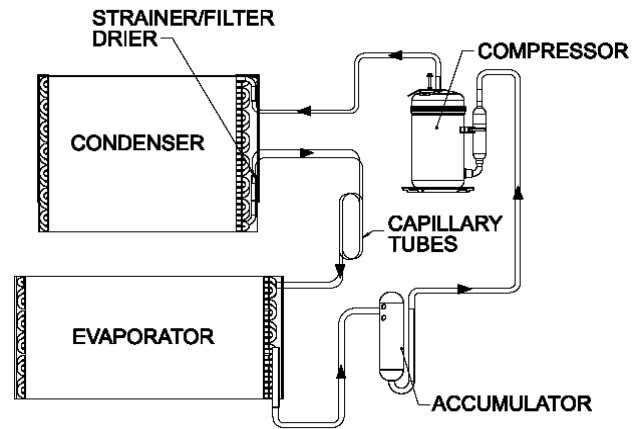 STRAINER/FILTER
DRIER
COMPRESSOR
CONDENSER
CAPILLARY
TUBES
EVAPORATOR
ACCUMULATOR